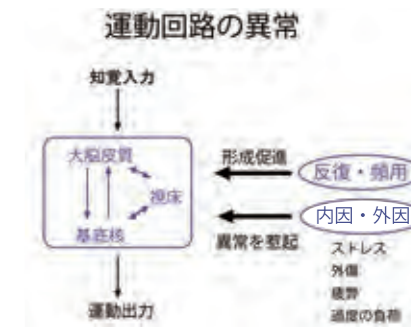 運動回路の異常
知覚入力
大脳皮質
視床
基底核
運動出力
形成促進
反復・頻用
内因・外因
異常を惹起
ストレス
外傷
疲労
過度の負荷